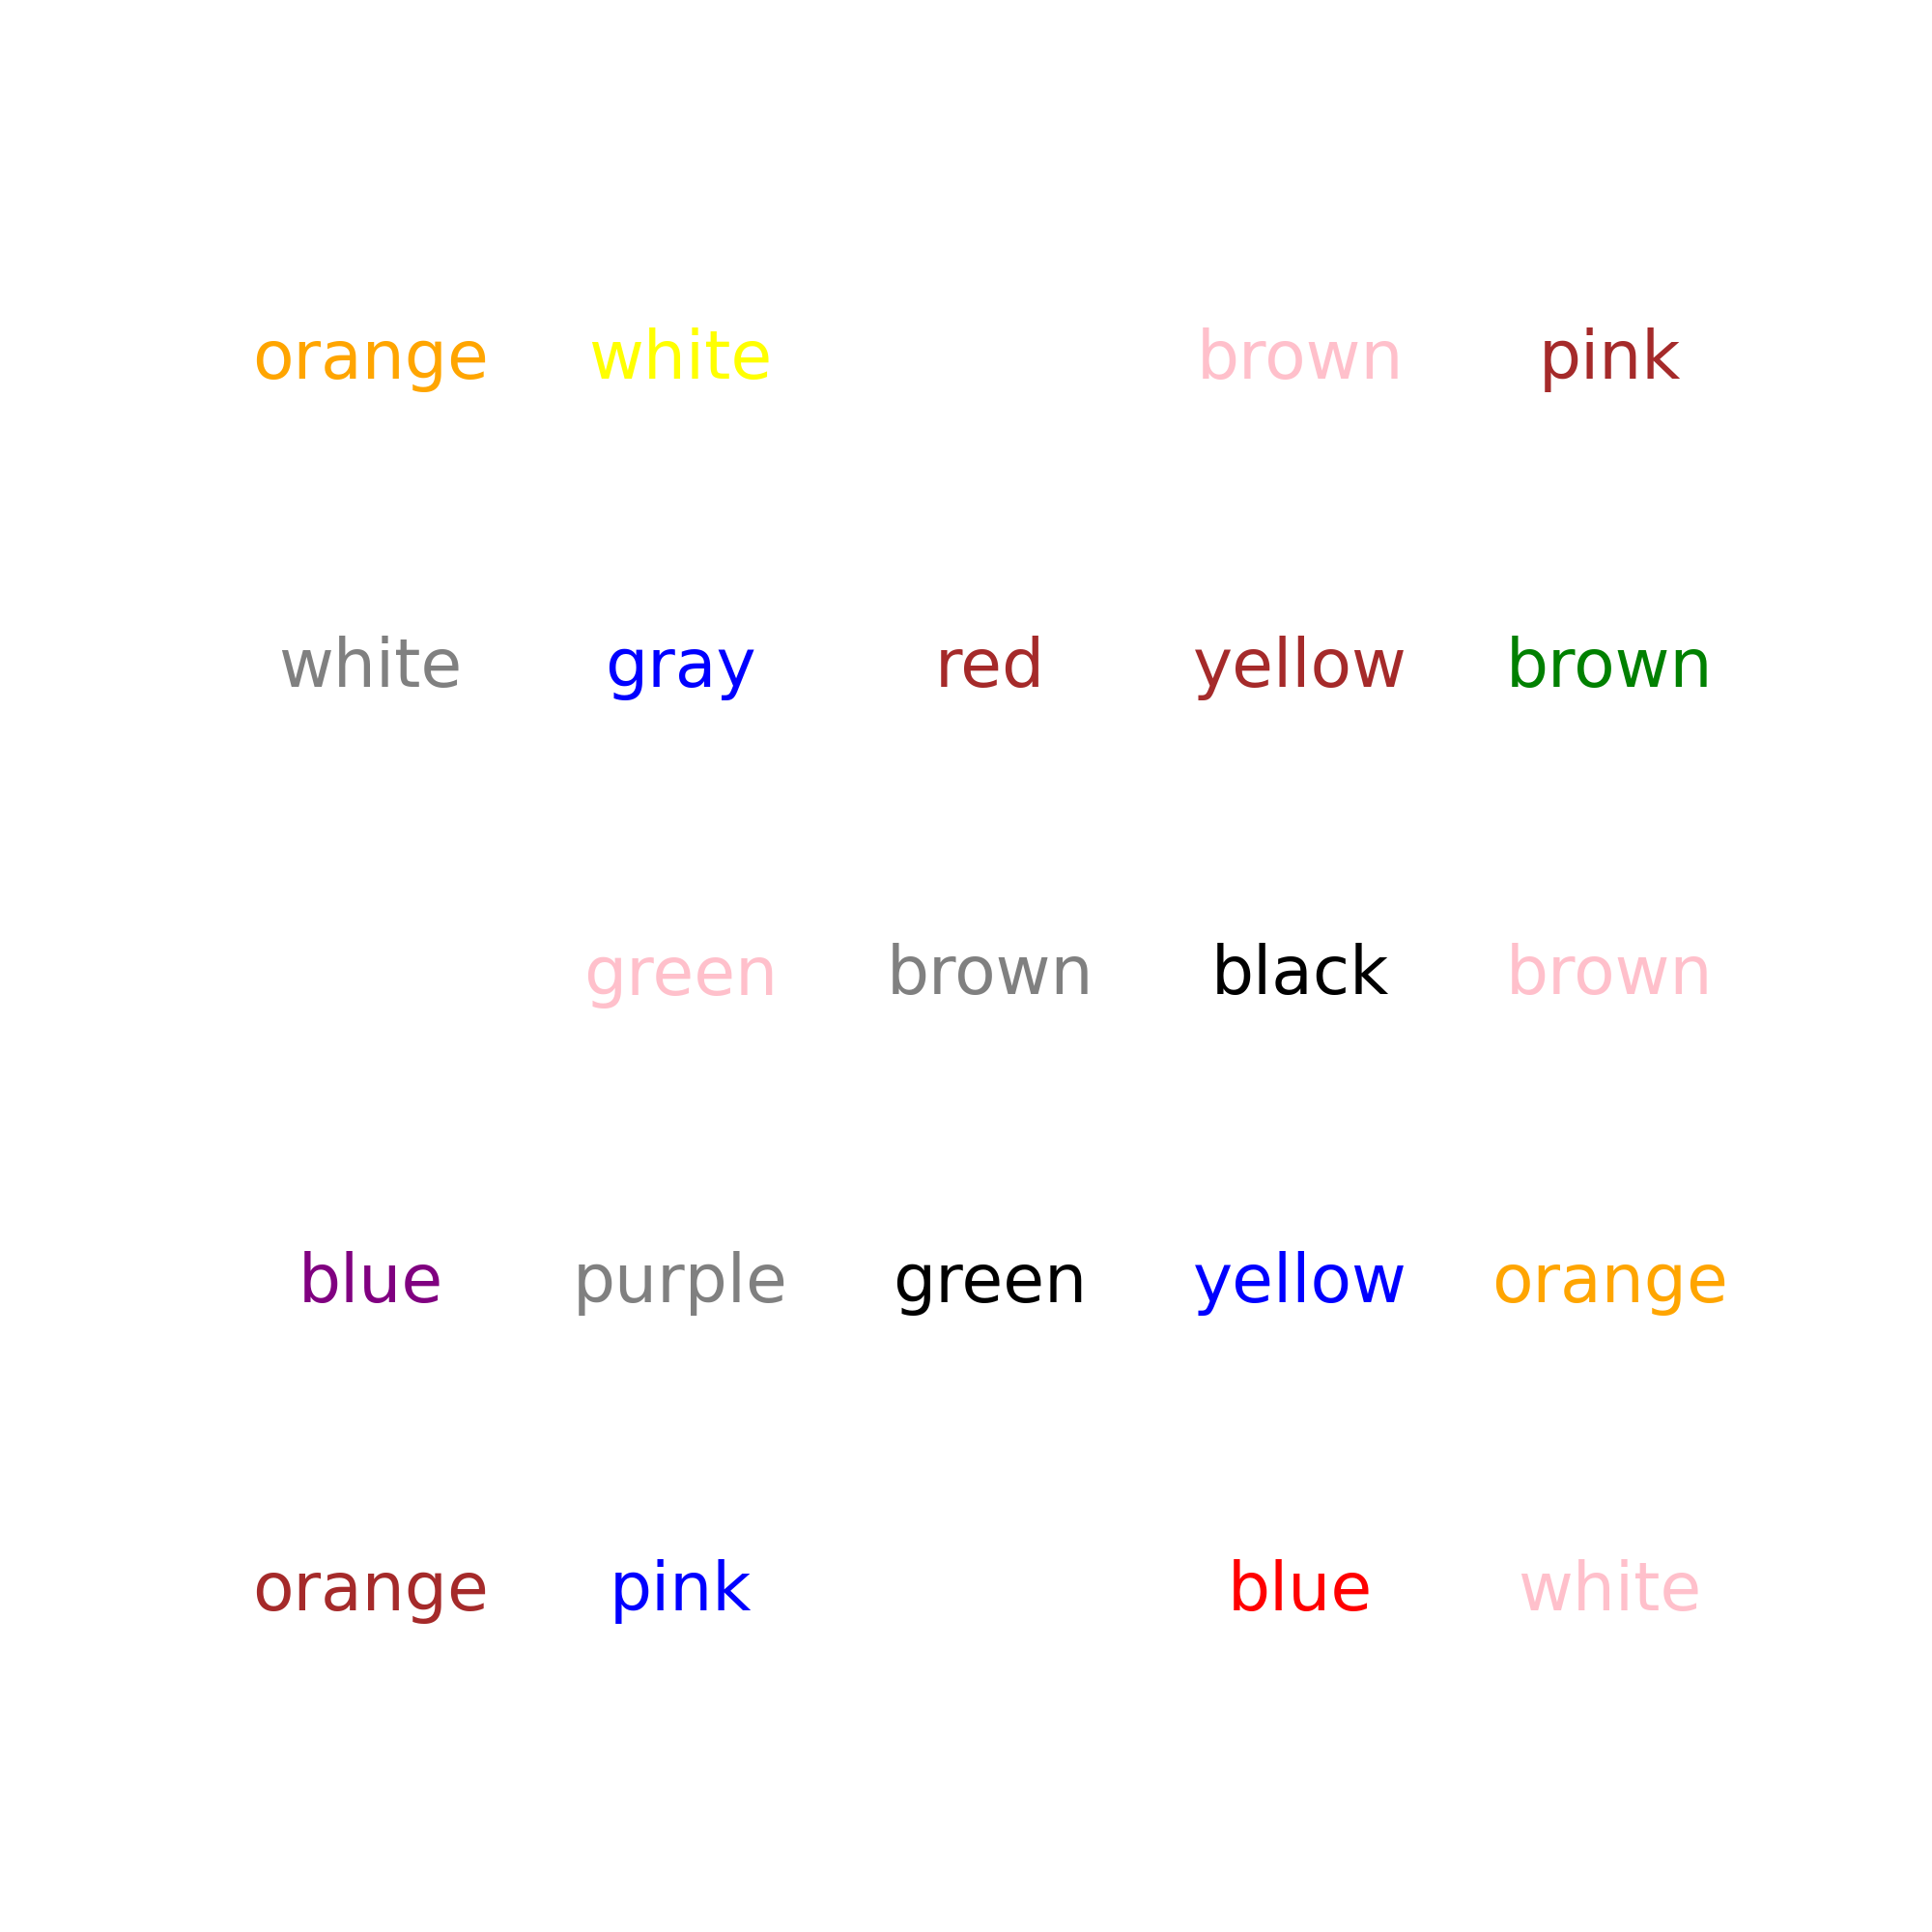 orange white brown pink
white gray red yellow brown
green brown black brown
blue purple green yellow orange
orange pink blue white